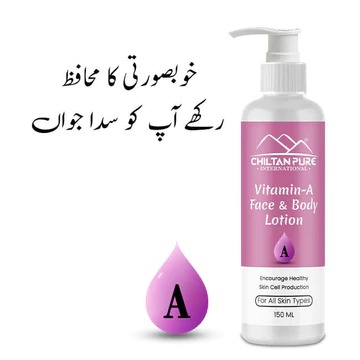 خوبصورتی کا محافظ
رکھے آپ کو سدا جواں
CHILTAN PURE
• INTERNATIONAL •
Vitamin-A
Face & Body
Lotion
A
A
Encourage Healthy
Skin Cell Production
For All Skin Types
150 ML